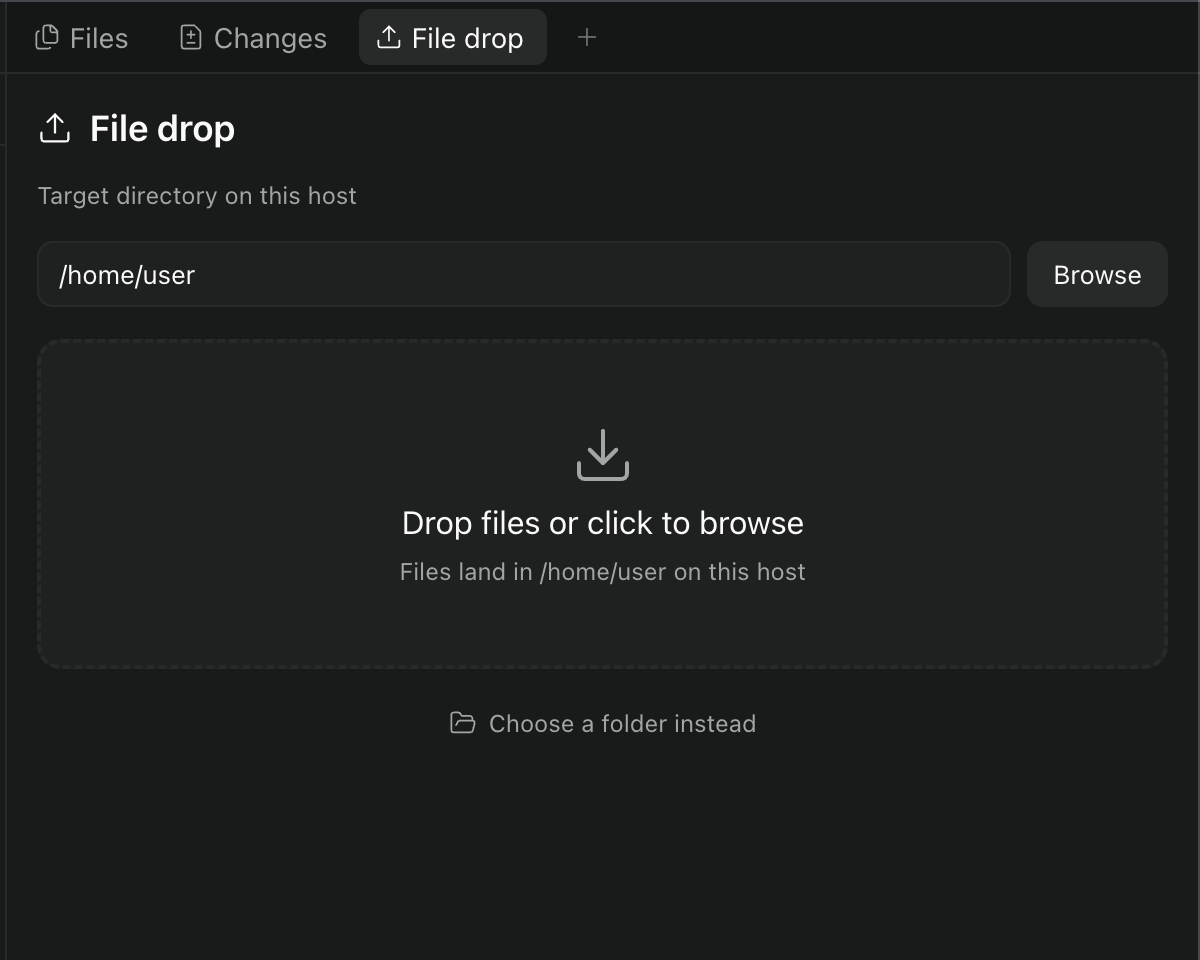 Files
Changes
File drop
File drop
Target directory on this host
/home/user
Browse
Drop files or click to browse
Files land in /home/user on this host
Choose a folder instead